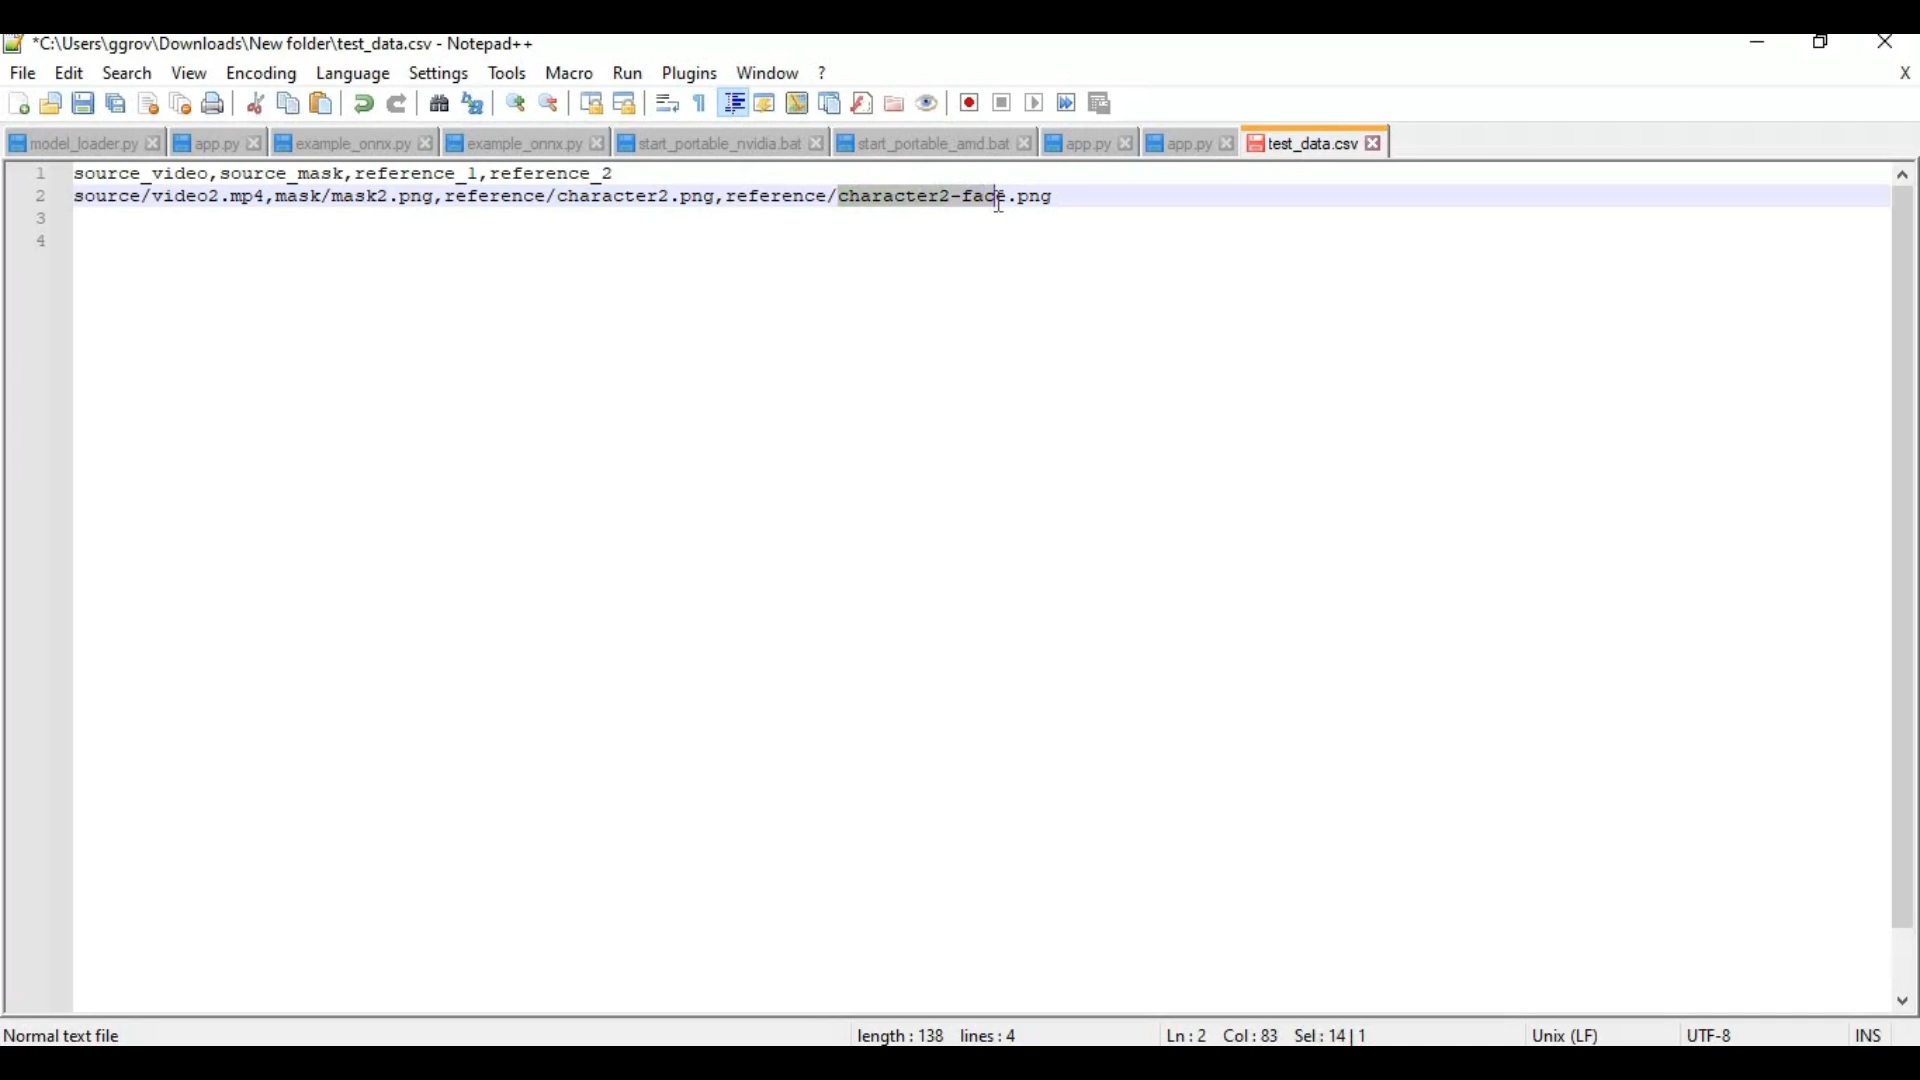 *C:\Users\ggrov\Downloads\New folder\test_data.csv - Notepad++
File Edit Search View Encoding Language Settings Tools Macro Run Plugins Window ? X
model_loader.py app.py example_onnx.py example_onnx.py start_portable_nvidia.bat start_portable_amd.bat app.py app.py test_data.csv
1 source_video,source_mask,reference_1,reference_2
2 source/video2.mp4,mask/mask2.png,reference/character2.png,reference/character2-face.png
3
4
Normal text file length : 138 lines : 4 Ln : 2 Col : 83 Sel : 14 | 1 Unix (LF) UTF-8 INS